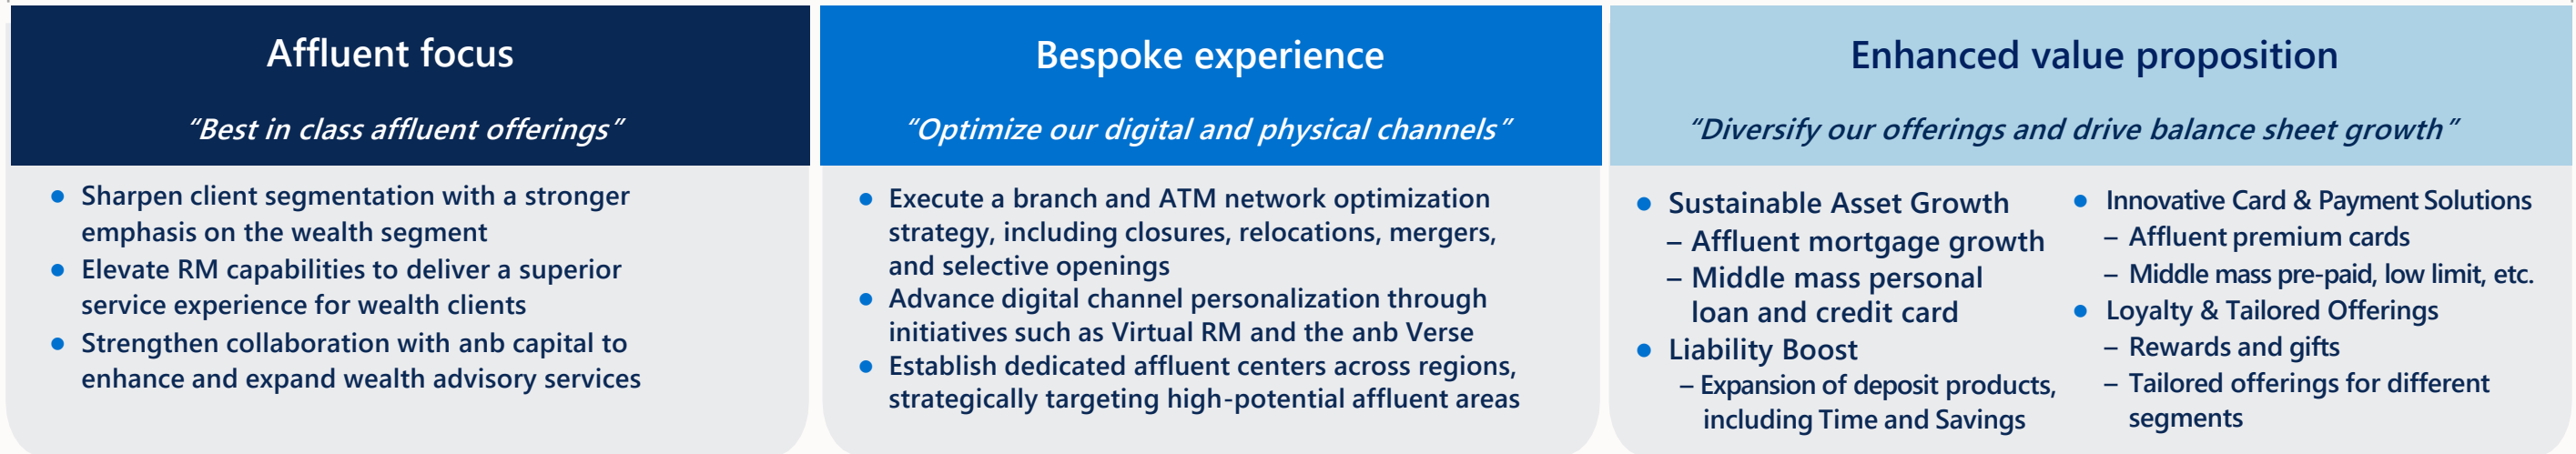 Affluent focus
"Best in class affluent offerings"
● Sharpen client segmentation with a stronger
emphasis on the wealth segment
● Elevate RM capabilities to deliver a superior
service experience for wealth clients
● Strengthen collaboration with anb capital to
enhance and expand wealth advisory services
Bespoke experience
"Optimize our digital and physical channels"
● Execute a branch and ATM network optimization
strategy, including closures, relocations, mergers,
and selective openings
● Advance digital channel personalization through
initiatives such as Virtual RM and the anb Verse
● Establish dedicated affluent centers across regions,
strategically targeting high-potential affluent areas
Enhanced value proposition
"Diversify our offerings and drive balance sheet growth"
● Sustainable Asset Growth
– Affluent mortgage growth
– Middle mass personal
loan and credit card
● Liability Boost
– Expansion of deposit products,
including Time and Savings
● Innovative Card & Payment Solutions
– Affluent premium cards
– Middle mass pre-paid, low limit, etc.
● Loyalty & Tailored Offerings
– Rewards and gifts
– Tailored offerings for different
segments